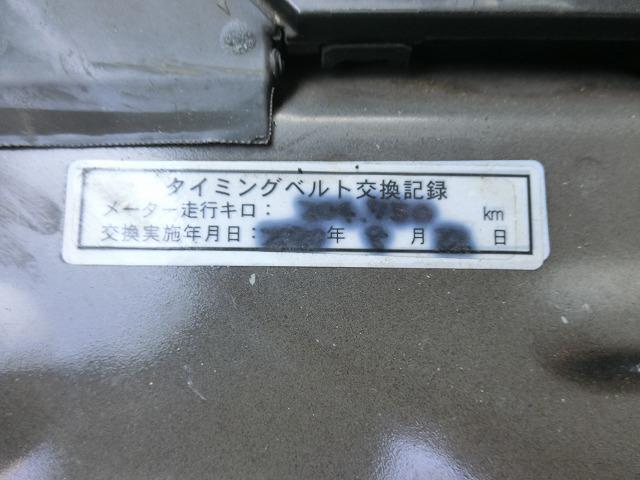 タイミングベルト交換記録
メーター走行キロ： km
交換実施年月日： 年 月 日